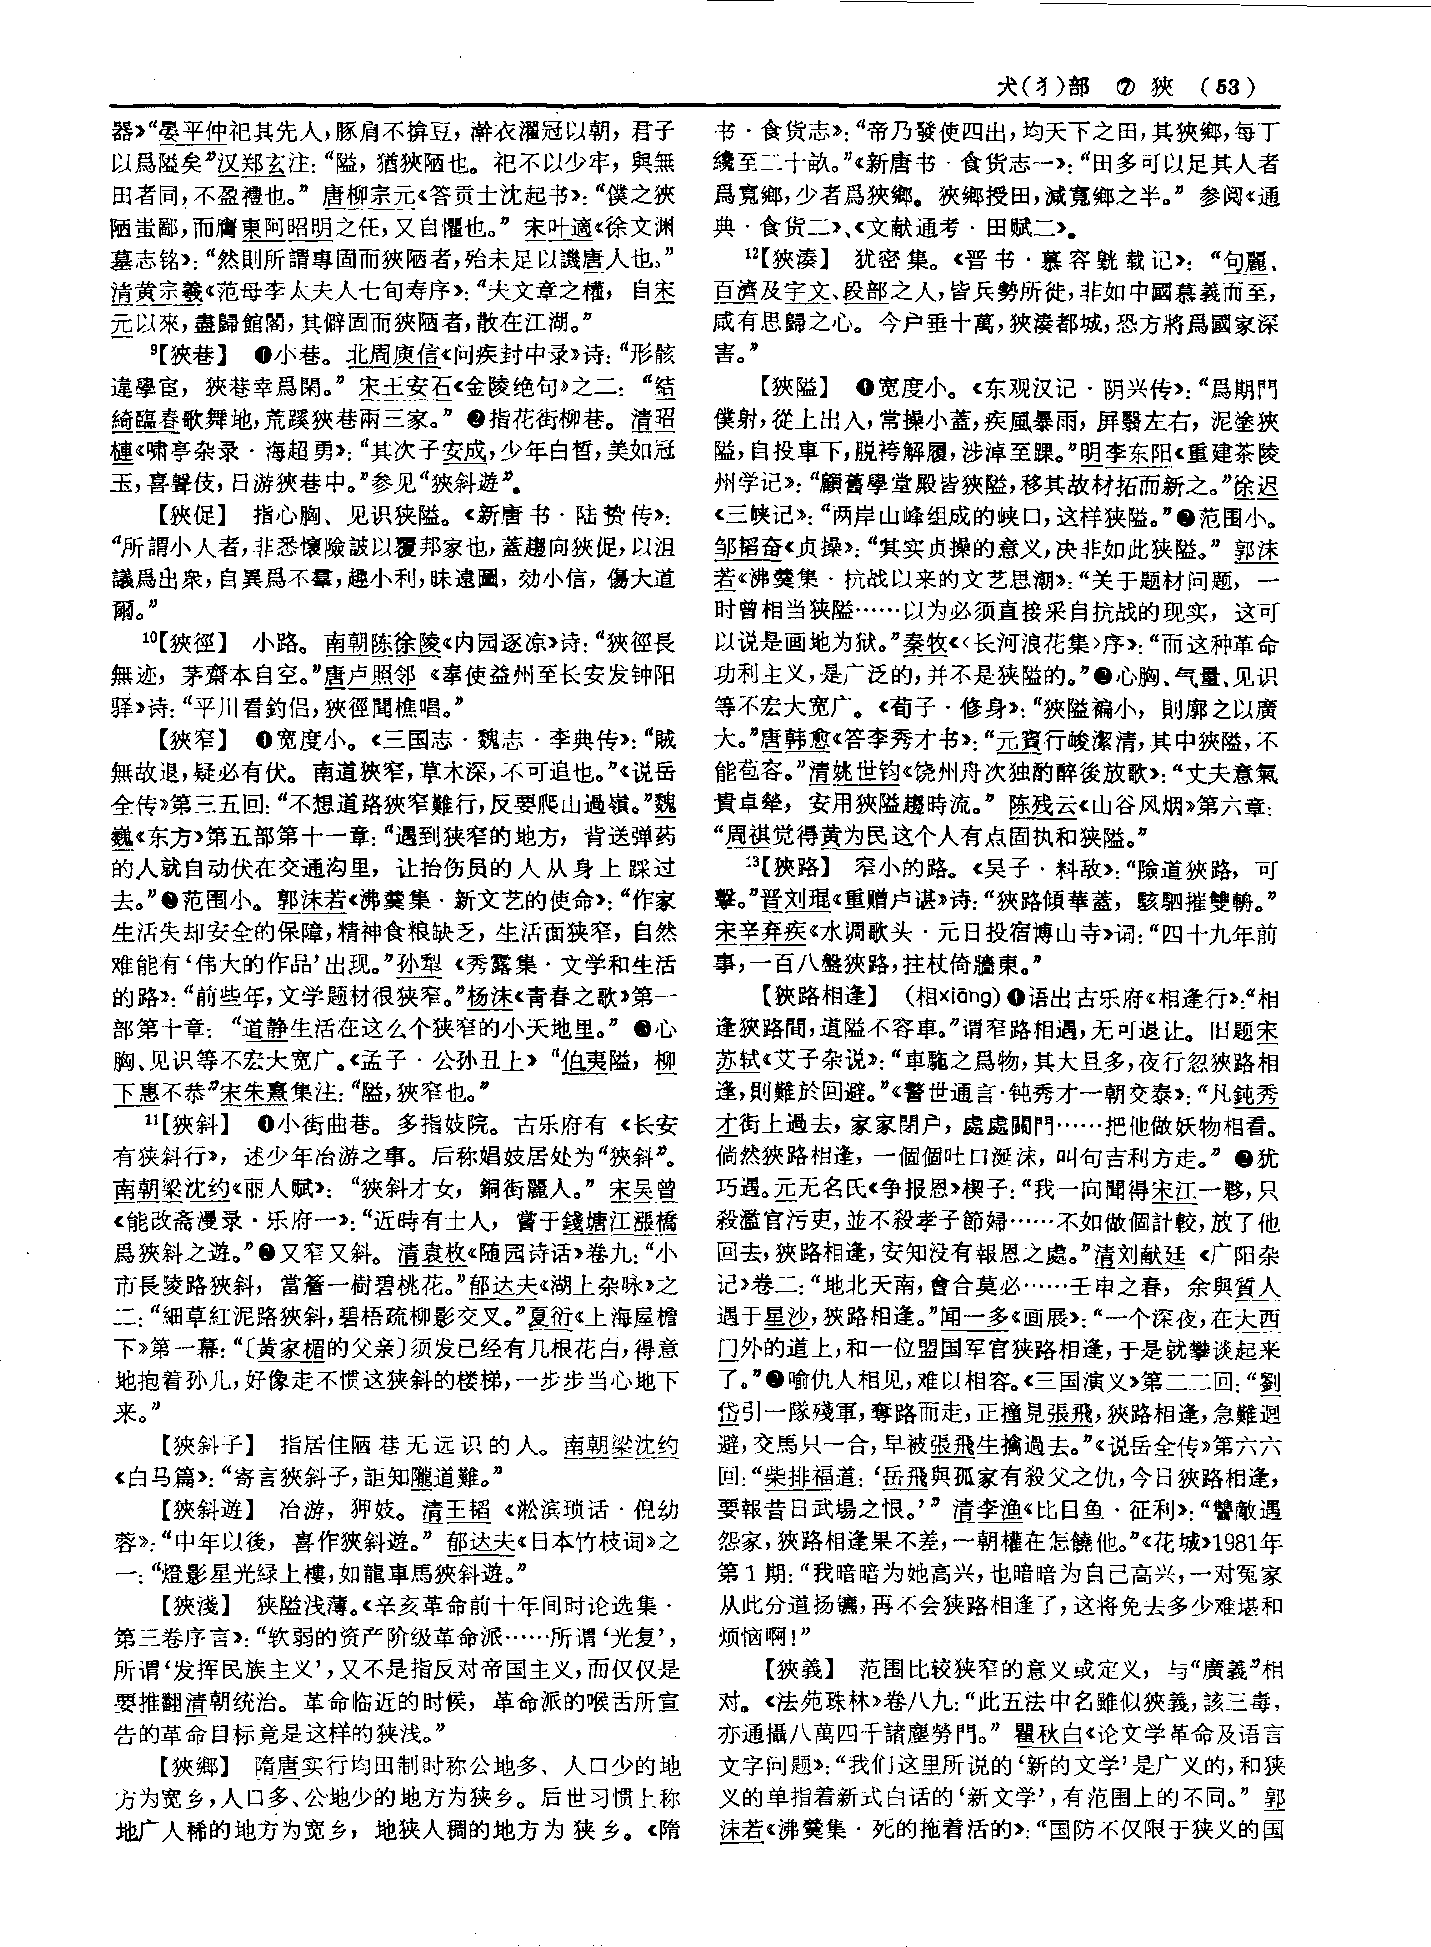 犬(犭)部 ⑦ 狹 (53)
器》“晏平仲祀其先人，豚肩不揜豆，澣衣濯冠以朝，君子
以爲隘矣”汉郑玄注：“隘，猶狹陋也。祀不以少牢，與無
田者同，不盈禮也。”唐柳宗元《答贡士沈起书》：“僕之狹
陋蚩鄙，而膺東阿昭明之任，又自懼也。”宋叶適《徐文渊
墓志铭》：“然則所謂專固而狹陋者，殆未足以譏唐人也。”
清黄宗羲《范母李太夫人七旬寿序》：“夫文章之權，自宋
元以來，盡歸館閣，其僻固而狹陋者，散在江湖。”
9【狹巷】 ❶小巷。北周庾信《问疾封中录》诗：“形骸
違學宦，狹巷幸爲閑。”宋王安石《金陵绝句》之二：“結
綺臨春歌舞地，荒蹊狹巷兩三家。”❷指花街柳巷。清昭
槤《啸亭杂录·海超勇》：“其次子安成，少年白皙，美如冠
玉，喜聲伎，日游狹巷中。”参见“狹斜遊”。
【狹促】 指心胸、见识狭隘。《新唐书·陆贽传》：
“所謂小人者，非悉懷險詖以覆邦家也，蓋趨向狹促，以沮
議爲出衆，自異爲不羣，趣小利，昧遠圖，効小信，傷大道
爾。”
10【狹徑】 小路。南朝陈徐陵《内园逐凉》诗：“狹徑長
無迹，茅齋本自空。”唐卢照邻《奉使益州至长安发钟阳
驿》诗：“平川看釣侣，狹徑聞樵唱。”
【狹窄】 ❶宽度小。《三国志·魏志·李典传》：“賊
無故退，疑必有伏。南道狹窄，草木深，不可追也。”《说岳
全传》第三五回：“不想道路狹窄難行，反要爬山過嶺。”魏
巍《东方》第五部第十一章：“遇到狭窄的地方，背送弹药
的人就自动伏在交通沟里，让抬伤员的人从身上踩过
去。”❷范围小。郭沫若《沸羹集·新文艺的使命》：“作家
生活失却安全的保障，精神食粮缺乏，生活面狭窄，自然
难能有‘伟大的作品’出现。”孙犁《秀露集·文学和生活
的路》：“前些年，文学题材很狭窄。”杨沫《青春之歌》第一
部第十章：“道静生活在这么个狭窄的小天地里。”❸心
胸、见识等不宏大宽广。《孟子·公孙丑上》“伯夷隘，柳
下惠不恭”宋朱熹集注：“隘，狹窄也。”
11【狹斜】 ❶小街曲巷。多指妓院。古乐府有《长安
有狭斜行》，述少年冶游之事。后称娼妓居处为“狭斜”。
南朝梁沈约《丽人赋》：“狹斜才女，銅街麗人。”宋吴曾
《能改斋漫录·乐府一》：“近時有士人，嘗于錢塘江漲橋
爲狹斜之遊。”❷又窄又斜。清袁枚《随园诗话》卷九：“小
市長陵路狹斜，當簷一樹碧桃花。”郁达夫《湖上杂咏》之
二：“細草紅泥路狹斜，碧梧疏柳影交叉。”夏衍《上海屋檐
下》第一幕：“〔黄家楣的父亲〕须发已经有几根花白，得意
地抱着孙儿，好像走不惯这狭斜的楼梯，一步步当心地下
来。”
【狹斜子】 指居住陋巷无远识的人。南朝梁沈约
《白马篇》：“寄言狹斜子，詎知隴道難。”
【狹斜遊】 冶游，狎妓。清王韬《淞滨琐话·倪幼
蓉》：“中年以後，喜作狹斜遊。”郁达夫《日本竹枝词》之
一：“燈影星光緑上樓，如龍車馬狹斜遊。”
【狹淺】 狭隘浅薄。《辛亥革命前十年间时论选集·
第三卷序言》：“软弱的资产阶级革命派……所谓‘光复’，
所谓‘发挥民族主义’，又不是指反对帝国主义，而仅仅是
要推翻清朝统治。革命临近的时候，革命派的喉舌所宣
告的革命目标竟是这样的狭浅。”
【狹鄉】 隋唐实行均田制时称公地多、人口少的地
方为宽乡，人口多、公地少的地方为狭乡。后世习惯上称
地广人稀的地方为宽乡，地狭人稠的地方为狭乡。《隋
书·食货志》：“帝乃發使四出，均天下之田，其狹鄉，每丁
纔至二十畝。”《新唐书·食货志一》：“田多可以足其人者
爲寬鄉，少者爲狹鄉。狹鄉授田，減寬鄉之半。”参阅《通
典·食货二》、《文献通考·田赋二》。
12【狹湊】 犹密集。《晋书·慕容皝载记》：“句麗、
百濟及宇文、段部之人，皆兵勢所徙，非如中國慕義而至，
咸有思歸之心。今户垂十萬，狹湊都城，恐方將爲國家深
害。”
【狹隘】 ❶宽度小。《东观汉记·阴兴传》：“爲期門
僕射，從上出入，常操小蓋，疾風暴雨，屏翳左右，泥塗狹
隘，自投車下，脱袴解履，涉淖至踝。”明李东阳《重建茶陵
州学记》：“顧舊學堂殿皆狹隘，移其故材拓而新之。”徐迟
《三峡记》：“两岸山峰组成的峡口，这样狭隘。”❷范围小。
邹韬奋《贞操》：“其实贞操的意义，决非如此狭隘。”郭沫
若《沸羹集·抗战以来的文艺思潮》：“关于题材问题，一
时曾相当狭隘……以为必须直接采自抗战的现实，这可
以说是画地为狱。”秦牧《〈长河浪花集〉序》：“而这种革命
功利主义，是广泛的，并不是狭隘的。”❸心胸、气量、见识
等不宏大宽广。《荀子·修身》：“狹隘褊小，則廓之以廣
大。”唐韩愈《答李秀才书》：“元賓行峻潔清，其中狹隘，不
能苞容。”清姚世钧《饶州舟次独酌醉後放歌》：“丈夫意氣
貴卓犖，安用狹隘趨時流。”陈残云《山谷风烟》第六章：
“周祺觉得黄为民这个人有点固执和狭隘。”
13【狹路】 窄小的路。《吴子·料敌》：“險道狹路，可
擊。”晋刘琨《重赠卢谌》诗：“狹路傾華蓋，駭駟摧雙輈。”
宋辛弃疾《水调歌头·元日投宿博山寺》词：“四十九年前
事，一百八盤狹路，拄杖倚牆東。”
【狹路相逢】 (相xiāng)❶语出古乐府《相逢行》：“相
逢狹路間，道隘不容車。”谓窄路相遇，无可退让。旧题宋
苏轼《艾子杂说》：“車駞之爲物，其大且多，夜行忽狹路相
逢，則難於回避。”《警世通言·钝秀才一朝交泰》：“凡鈍秀
才街上過去，家家閉户，處處關門……把他做妖物相看。
倘然狹路相逢，一個個吐口涎沫，叫句吉利方走。”❷犹
巧遇。元无名氏《争报恩》楔子：“我一向聞得宋江一夥，只
殺濫官污吏，並不殺孝子節婦……不如做個計較，放了他
回去，狹路相逢，安知没有報恩之處。”清刘献廷《广阳杂
记》卷二：“地北天南，會合莫必……壬申之春，余與質人
遇于星沙，狹路相逢。”闻一多《画展》：“一个深夜，在大西
门外的道上，和一位盟国军官狭路相逢，于是就攀谈起来
了。”❸喻仇人相见，难以相容。《三国演义》第二二回：“劉
岱引一隊殘軍，奪路而走，正撞見張飛，狹路相逢，急難迴
避，交馬只一合，早被張飛生擒過去。”《说岳全传》第六六
回：“柴排福道：‘岳飛與孤家有殺父之仇，今日狹路相逢，
要報昔日武場之恨。’”清李渔《比目鱼·征利》：“讐敵遇
怨家，狹路相逢果不差，一朝權在怎饒他。”《花城》1981年
第1期：“我暗暗为她高兴，也暗暗为自己高兴，一对冤家
从此分道扬镳，再不会狭路相逢了，这将免去多少难堪和
烦恼啊！”
【狹義】 范围比较狭窄的意义或定义，与“廣義”相
对。《法苑珠林》卷八九：“此五法中名雖似狹義，該三毒，
亦通攝八萬四千諸塵勞門。”瞿秋白《论文学革命及语言
文字问题》：“我们这里所说的‘新的文学’是广义的，和狭
义的单指着新式白话的‘新文学’，有范围上的不同。”郭
沫若《沸羹集·死的拖着活的》：“国防不仅限于狭义的国